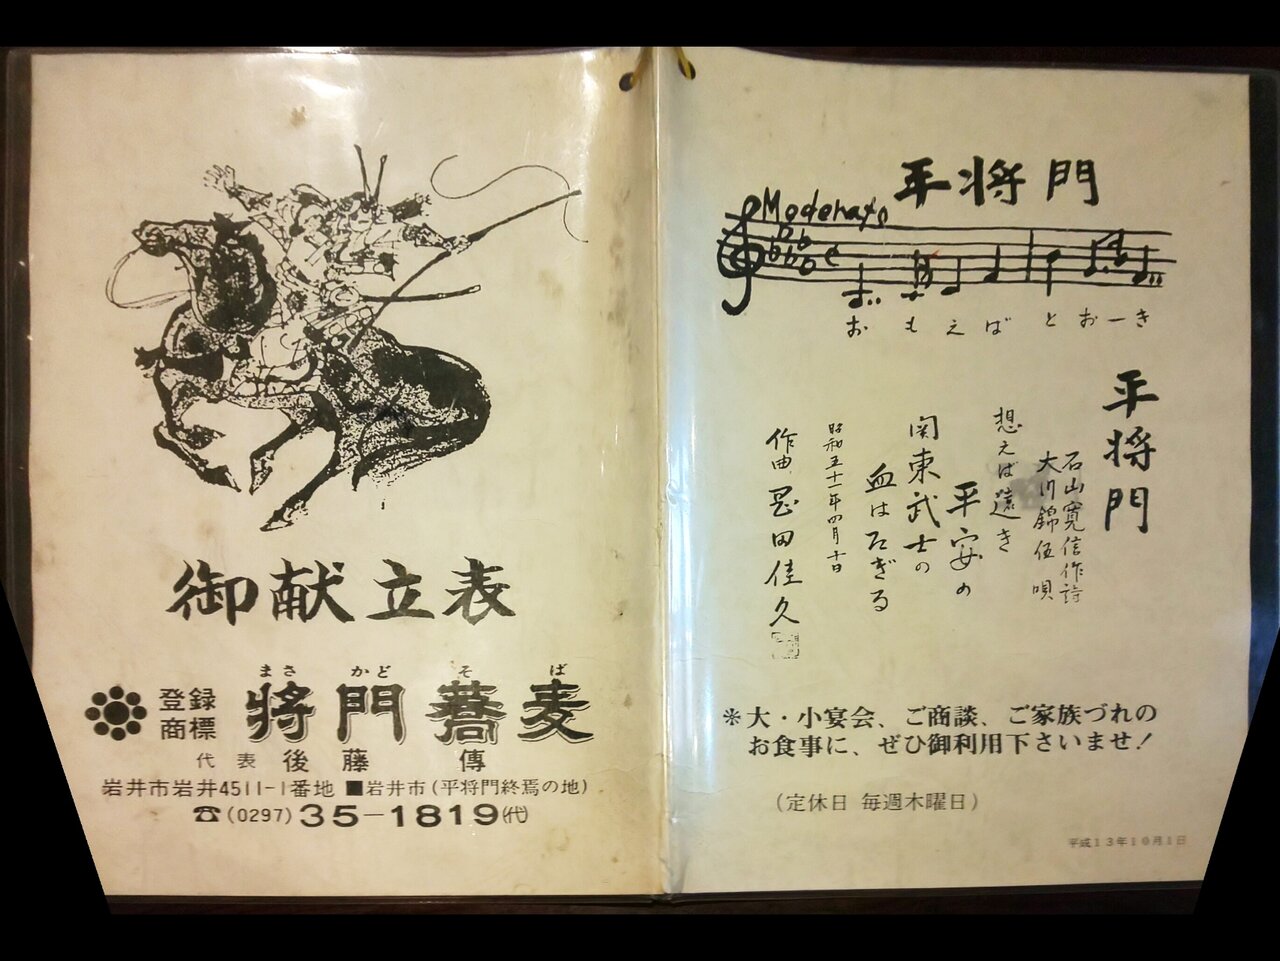 御献立表
まさ かど そば
登録商標
将門蕎麦
代表 後藤 傳
岩井市岩井4511-1番地 ■岩井市(平将門終焉の地)
☎(0297)35-1819(代)
平将門
Moderato
おもえば とおーき
平将門
石山寛信作詩
大川錦伍唄
想えば遠き
平安の
関東武士の
血はたぎる
昭和五十一年四月十日
作曲 岡田佳久
＊大・小宴会、ご商談、ご家族づれの
お食事に、ぜひ御利用下さいませ！
(定休日 毎週木曜日)
平成13年10月1日